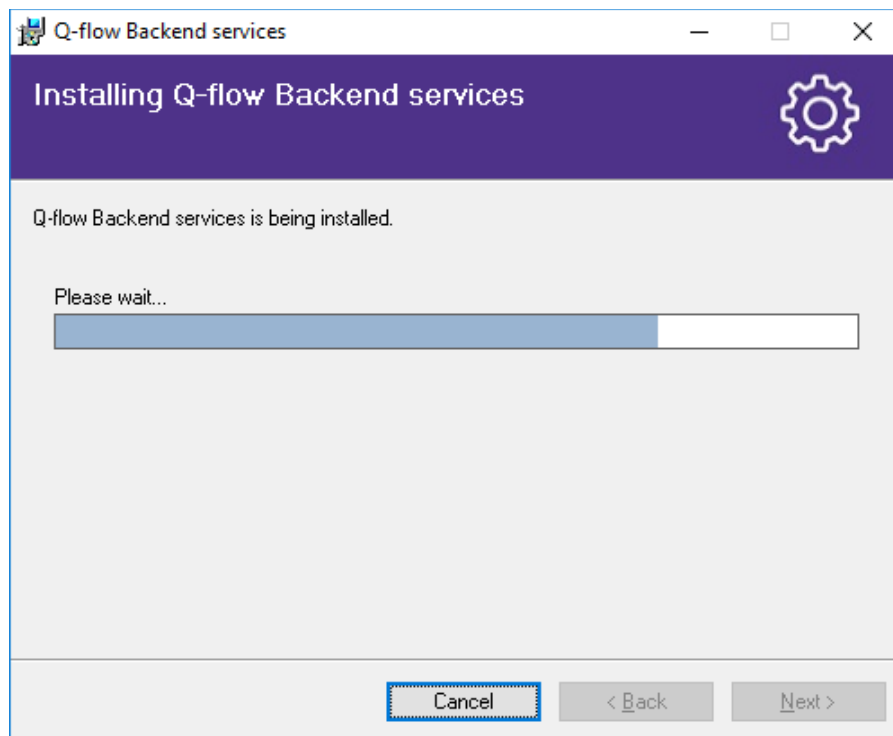 Q-flow Backend services
Installing Q-flow Backend services
Q-flow Backend services is being installed.
Please wait...
Cancel
< Back
Next >